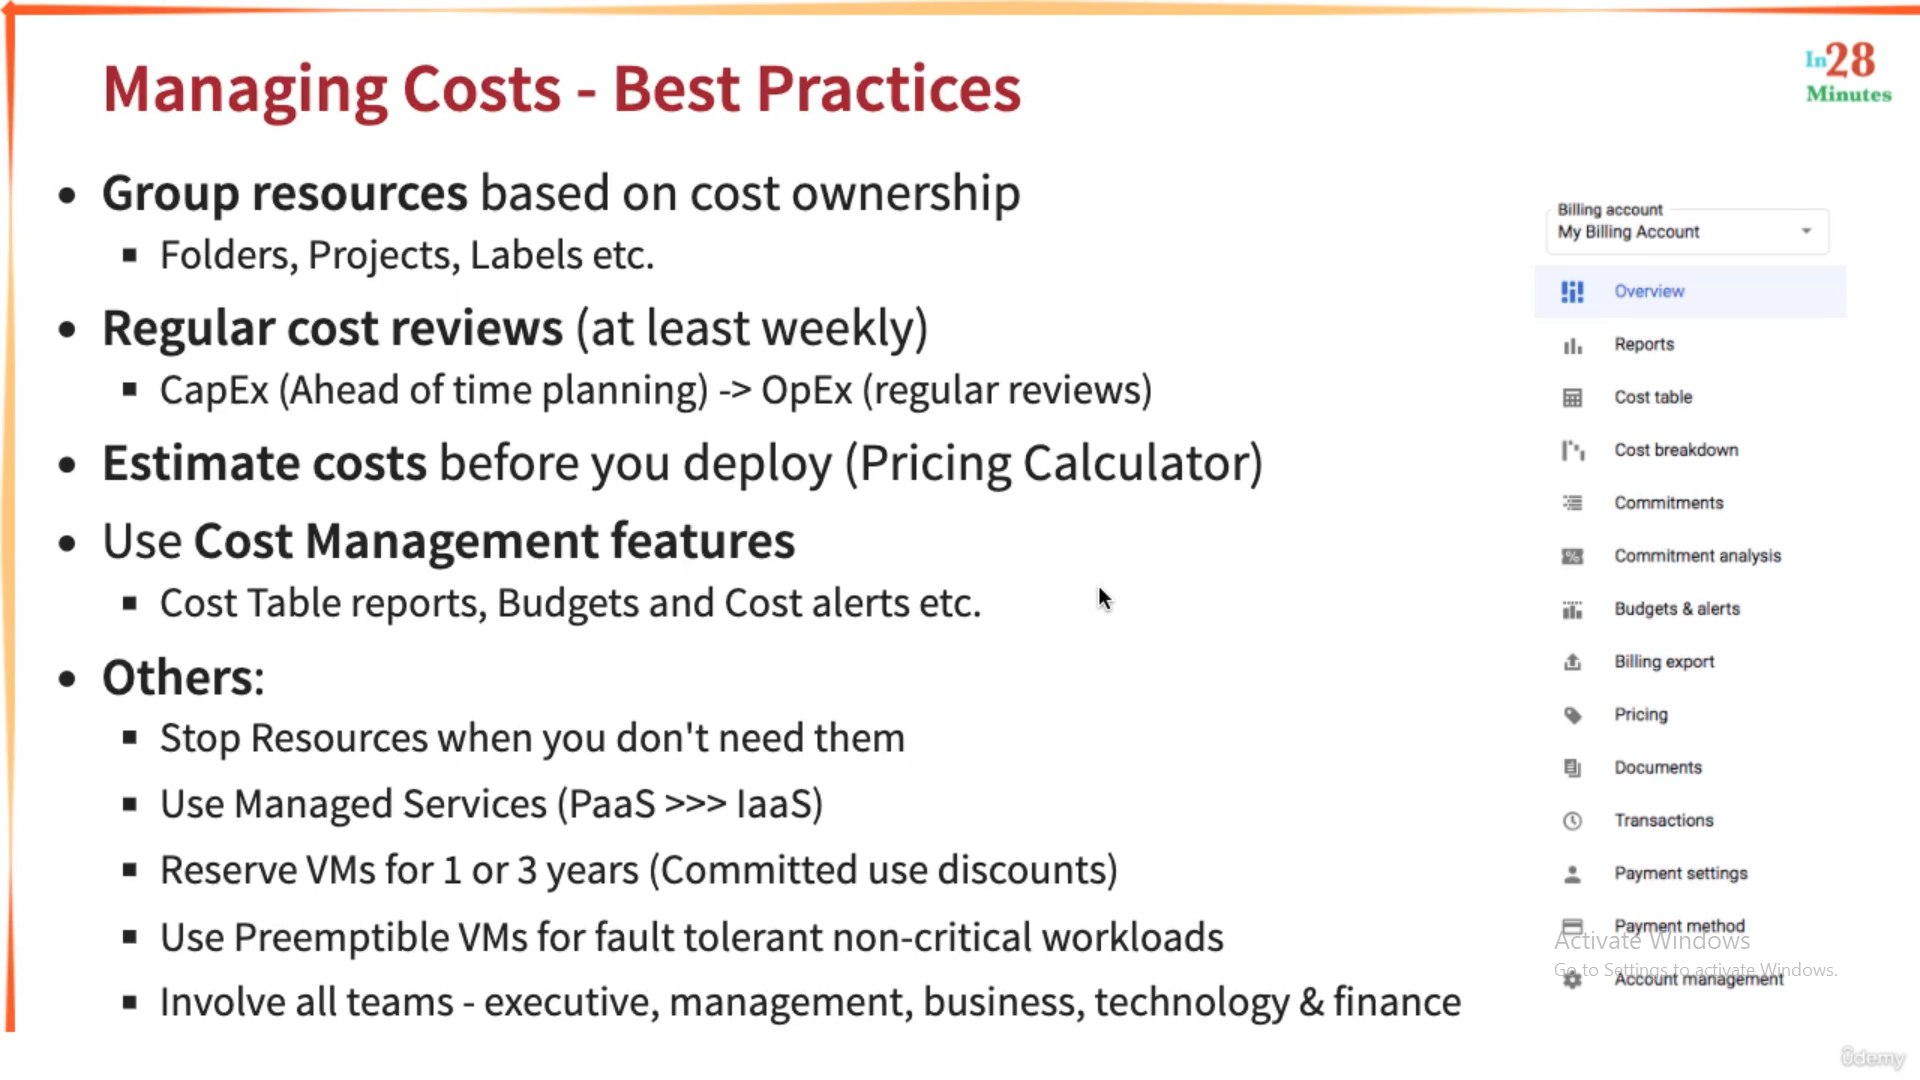 Managing Costs - Best Practices
In28
Minutes
• Group resources based on cost ownership
▪ Folders, Projects, Labels etc.
• Regular cost reviews (at least weekly)
▪ CapEx (Ahead of time planning) -> OpEx (regular reviews)
• Estimate costs before you deploy (Pricing Calculator)
• Use Cost Management features
▪ Cost Table reports, Budgets and Cost alerts etc.
• Others:
▪ Stop Resources when you don't need them
▪ Use Managed Services (PaaS >>> IaaS)
▪ Reserve VMs for 1 or 3 years (Committed use discounts)
▪ Use Preemptible VMs for fault tolerant non-critical workloads
▪ Involve all teams - executive, management, business, technology & finance
Billing account
My Billing Account
Overview
Reports
Cost table
Cost breakdown
Commitments
Commitment analysis
Budgets & alerts
Billing export
Pricing
Documents
Transactions
Payment settings
Payment method
Activate Windows
Go to Settings to activate Windows.
Account management
ûdemy